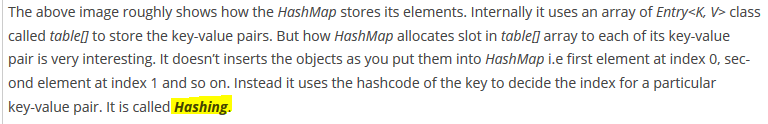 The above image roughly shows how the HashMap stores its elements. Internally it uses an array of Entry<K, V> class
called table[] to store the key-value pairs. But how HashMap allocates slot in table[] array to each of its key-value
pair is very interesting. It doesn't inserts the objects as you put them into HashMap i.e first element at index 0, sec-
ond element at index 1 and so on. Instead it uses the hashcode of the key to decide the index for a particular
key-value pair. It is called Hashing.